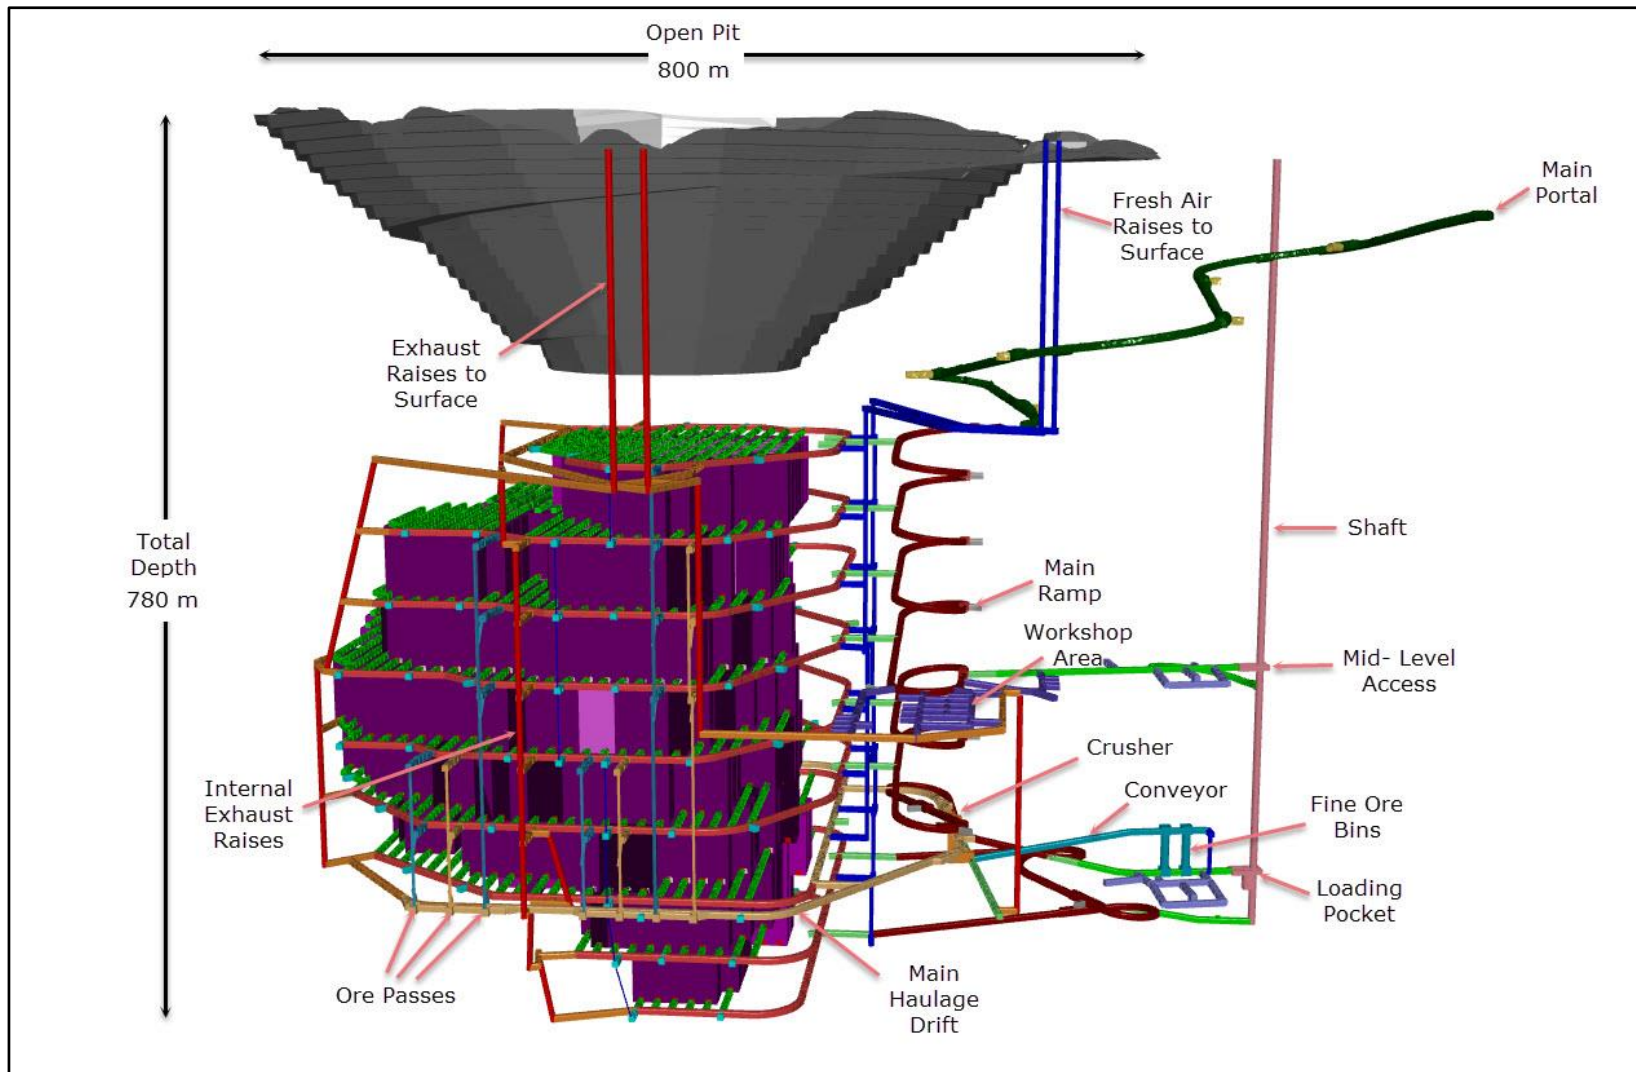 Open Pit
800 m
Main
Portal
Fresh Air
Raises to
Surface
Exhaust
Raises to
Surface
Total
Depth
780 m
Shaft
Main
Ramp
Workshop
Area
Mid- Level
Access
Crusher
Conveyor
Fine Ore
Bins
Internal
Exhaust
Raises
Loading
Pocket
Ore Passes
Main
Haulage
Drift